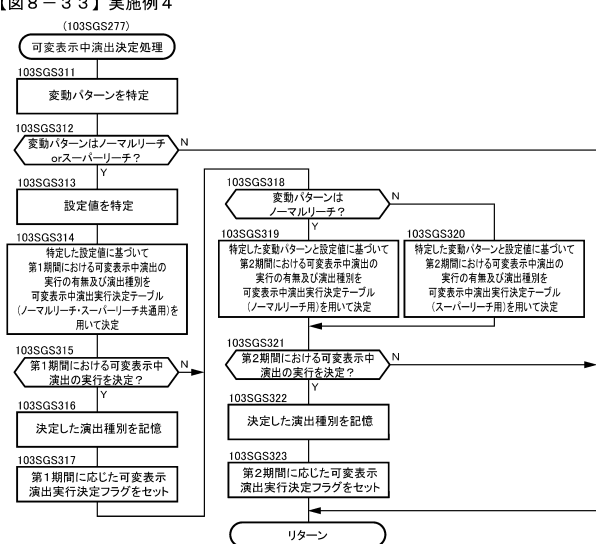 【図8－33】実施例4
(103SGS277)
可変表示中演出決定処理
103SGS311
変動パターンを特定
103SGS312
変動パターンはノーマルリーチ
orスーパーリーチ？
N
Y
103SGS313
設定値を特定
103SGS314
特定した設定値に基づいて
第1期間における可変表示中演出の
実行の有無及び演出種別を
可変表示中演出実行決定テーブル
(ノーマルリーチ・スーパーリーチ共通用)を
用いて決定
103SGS315
第1期間における可変表示中
演出の実行を決定？
N
Y
103SGS316
決定した演出種別を記憶
103SGS317
第1期間に応じた可変表示
演出実行決定フラグをセット
103SGS318
変動パターンは
ノーマルリーチ？
N
Y
103SGS319
特定した変動パターンと設定値に基づいて
第2期間における可変表示中演出の
実行の有無及び演出種別を
可変表示中演出実行決定テーブル
(ノーマルリーチ用)を用いて決定
103SGS320
特定した変動パターンと設定値に基づいて
第2期間における可変表示中演出の
実行の有無及び演出種別を
可変表示中演出実行決定テーブル
(スーパーリーチ用)を用いて決定
103SGS321
第2期間における可変表示中
演出の実行を決定？
N
Y
103SGS322
決定した演出種別を記憶
103SGS323
第2期間に応じた可変表示
演出実行決定フラグをセット
リターン